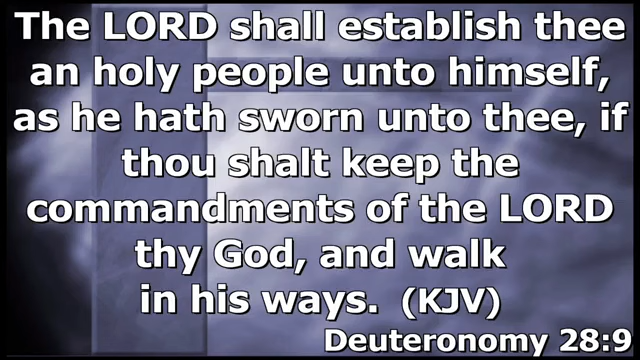 The LORD shall establish thee
an holy people unto himself,
as he hath sworn unto thee, if
thou shalt keep the
commandments of the LORD
thy God, and walk
in his ways. (KJV)
Deuteronomy 28:9